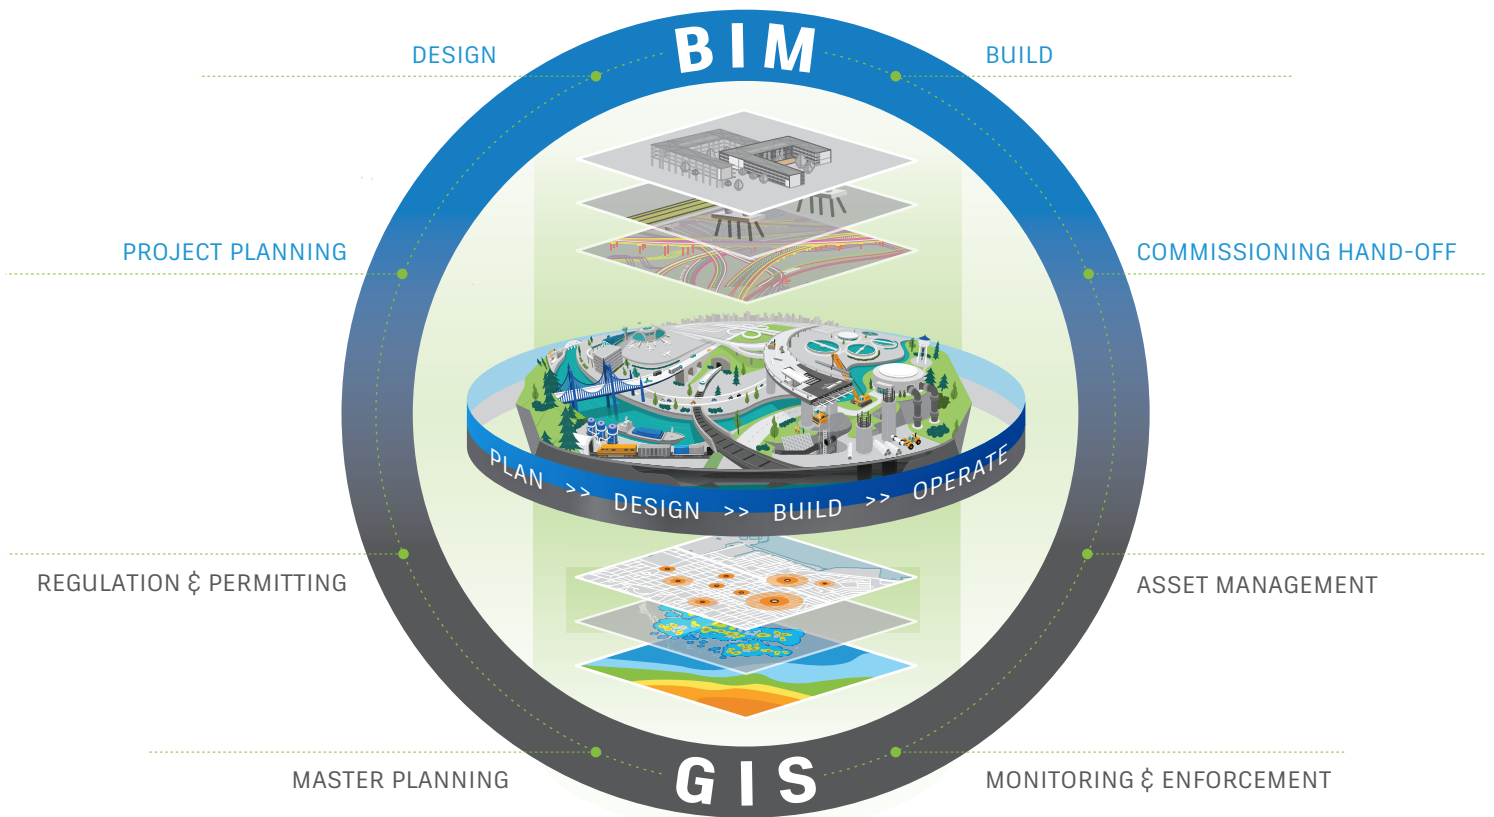 BIM
DESIGN
BUILD
PROJECT PLANNING
COMMISSIONING HAND-OFF
PLAN >> DESIGN >> BUILD >> OPERATE
REGULATION & PERMITTING
ASSET MANAGEMENT
MASTER PLANNING
MONITORING & ENFORCEMENT
GIS